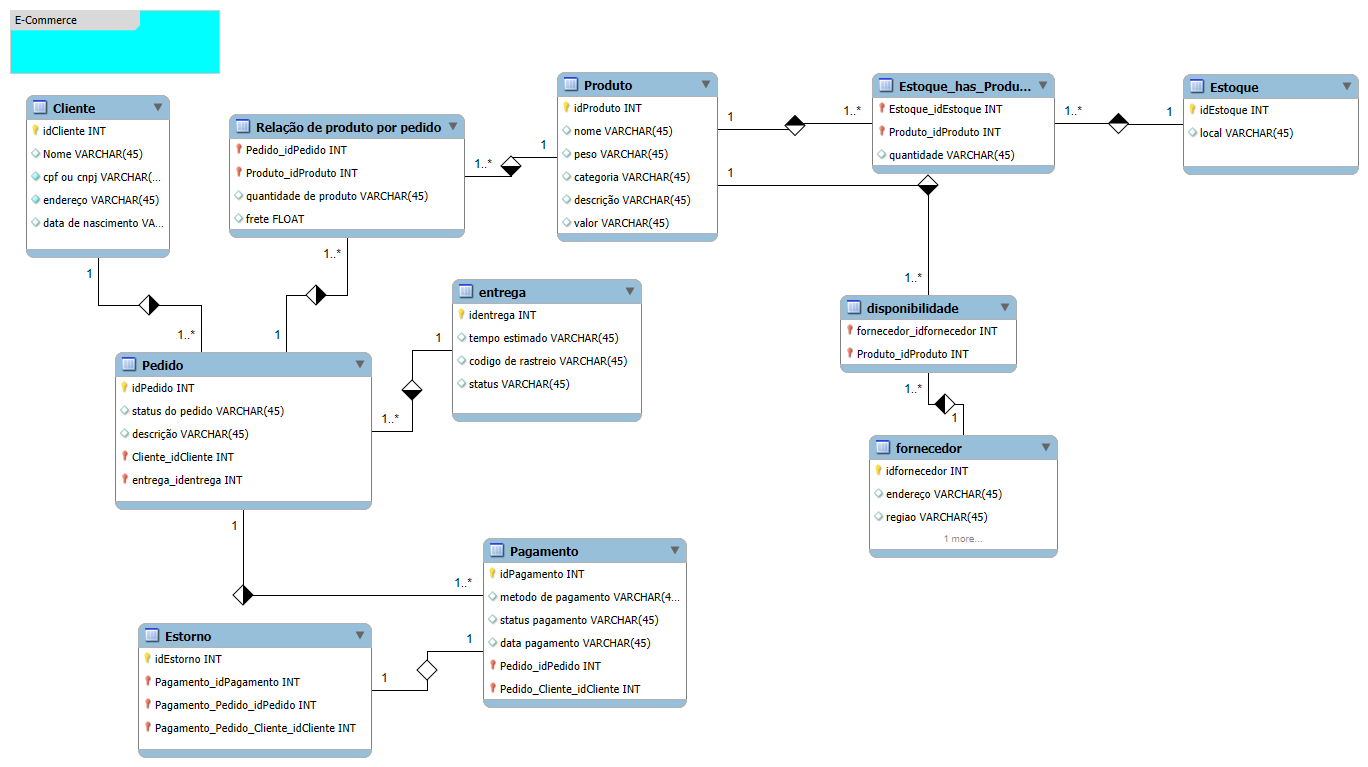 E-Commerce
Cliente
idCliente INT
Nome VARCHAR(45)
cpf ou cnpj VARCHAR(...
endereço VARCHAR(45)
data de nascimento VA...
Relação de produto por pedido
Pedido_idPedido INT
Produto_idProduto INT
quantidade de produto VARCHAR(45)
frete FLOAT
Produto
idProduto INT
nome VARCHAR(45)
peso VARCHAR(45)
categoria VARCHAR(45)
descrição VARCHAR(45)
valor VARCHAR(45)
Estoque_has_Produ...
Estoque_idEstoque INT
Produto_idProduto INT
quantidade VARCHAR(45)
Estoque
idEstoque INT
local VARCHAR(45)
1..*
1
1
1..*
1..*
1
1
1..*
1
1..*
1..*
1
entrega
identrega INT
tempo estimado VARCHAR(45)
codigo de rastreio VARCHAR(45)
status VARCHAR(45)
1
1..*
disponibilidade
fornecedor_idfornecedor INT
Produto_idProduto INT
1..*
1
Pedido
idPedido INT
status do pedido VARCHAR(45)
descrição VARCHAR(45)
Cliente_idCliente INT
entrega_identrega INT
fornecedor
idfornecedor INT
endereço VARCHAR(45)
regiao VARCHAR(45)
1 more...
1
1..*
Pagamento
idPagamento INT
metodo de pagamento VARCHAR(4...
status pagamento VARCHAR(45)
data pagamento VARCHAR(45)
Pedido_idPedido INT
Pedido_Cliente_idCliente INT
1
1
Estorno
idEstorno INT
Pagamento_idPagamento INT
Pagamento_Pedido_idPedido INT
Pagamento_Pedido_Cliente_idCliente INT